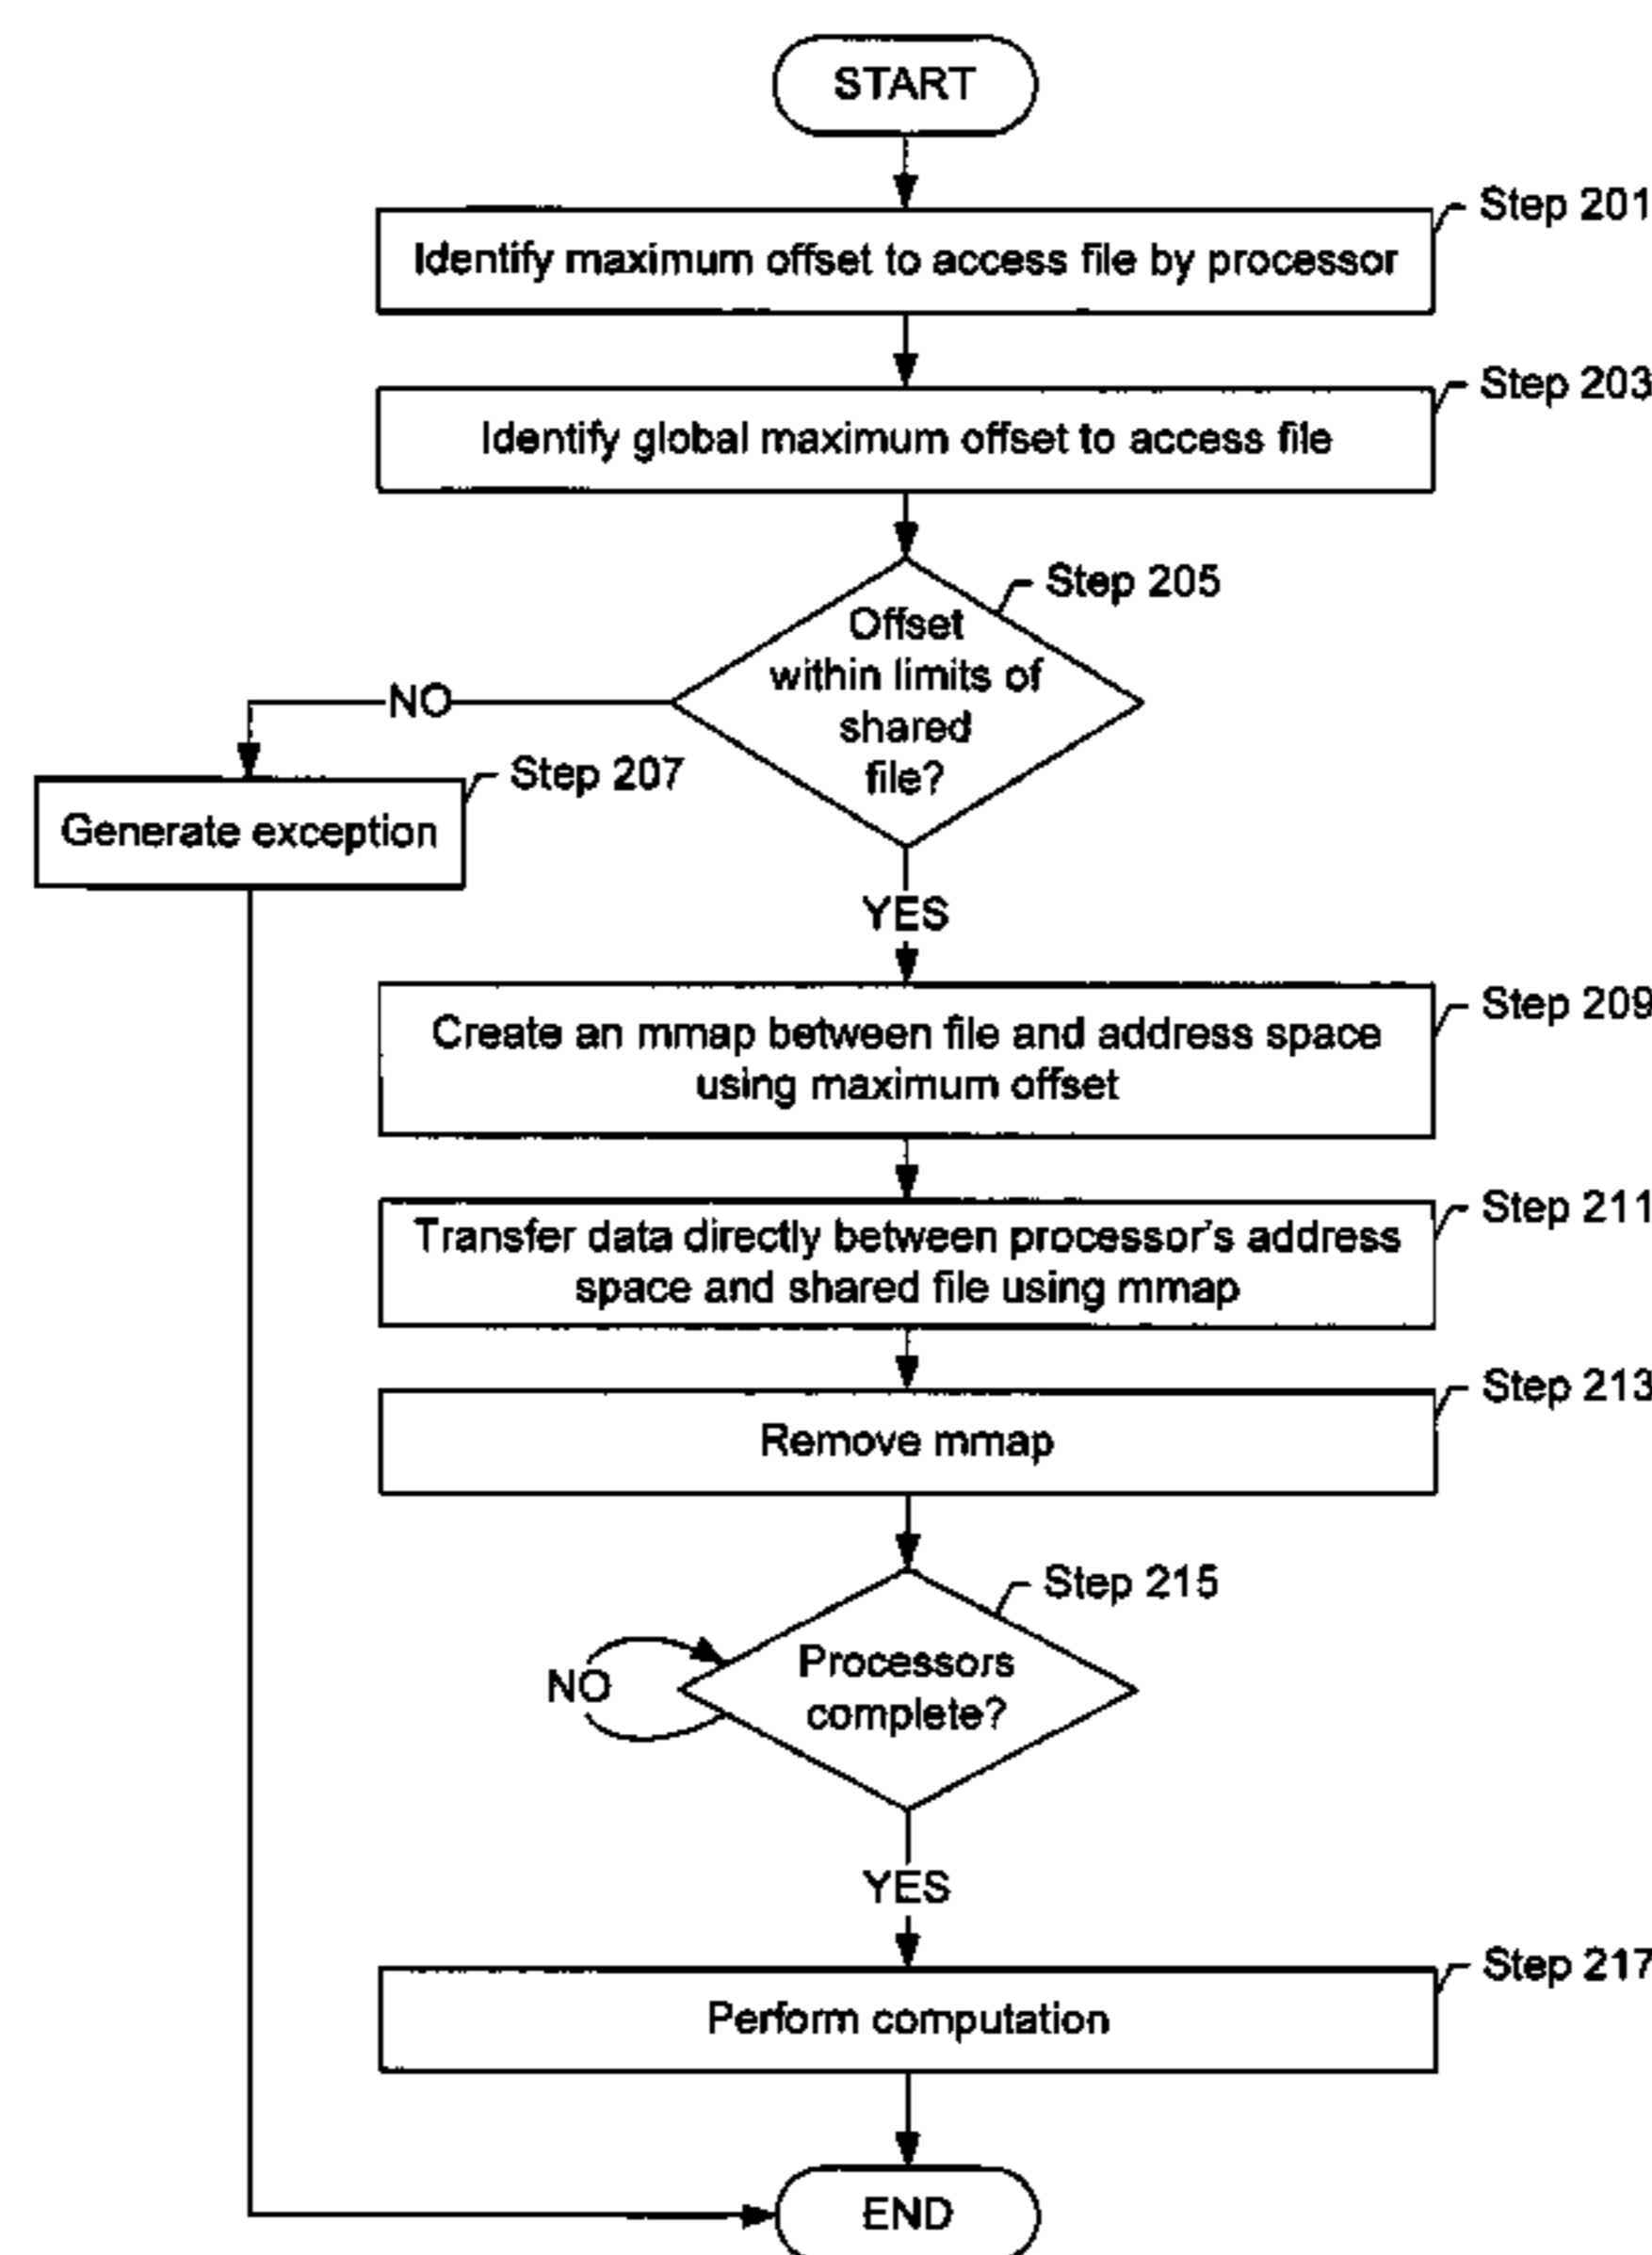 START
Step 201
Identify maximum offset to access file by processor
Step 203
Identify global maximum offset to access file
Step 205
Offset
within limits of
shared
file?
NO
Step 207
Generate exception
YES
Step 209
Create an mmap between file and address space
using maximum offset
Step 211
Transfer data directly between processor's address
space and shared file using mmap
Step 213
Remove mmap
Step 215
Processors
complete?
NO
YES
Step 217
Perform computation
END